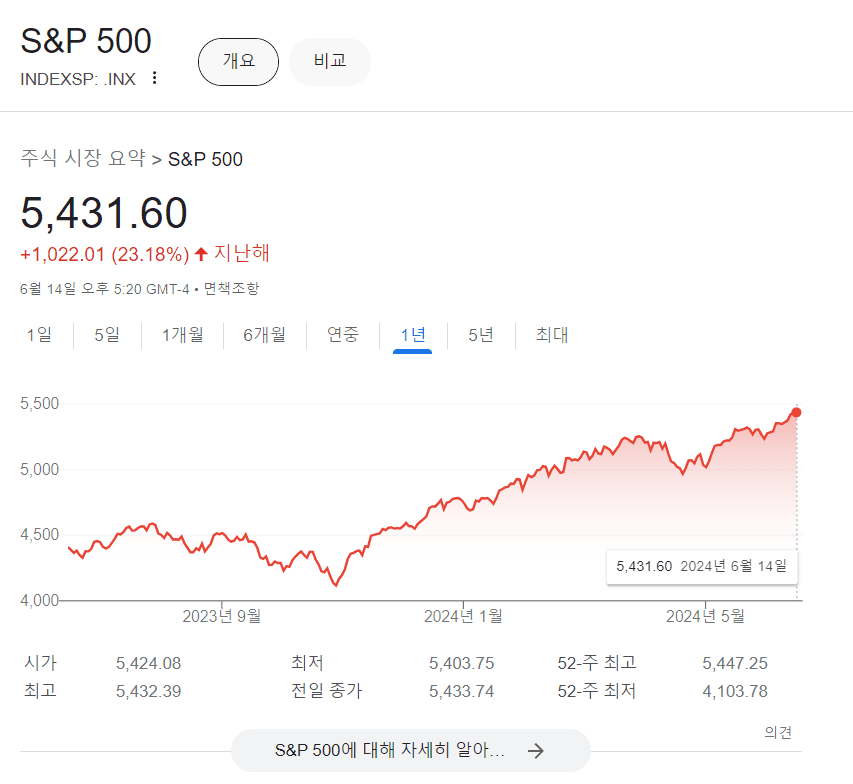 S&P 500
INDEXSP: .INX
개요 비교
주식 시장 요약 > S&P 500
5,431.60
+1,022.01 (23.18%) 지난해
6월 14일 오후 5:20 GMT-4 • 면책조항
1일 5일 1개월 6개월 연중 1년 5년 최대
5,500
5,000
4,500
5,431.60 2024년 6월 14일
4,000
2023년 9월 2024년 1월 2024년 5월
시가 5,424.08 최저 5,403.75 52-주 최고 5,447.25
최고 5,432.39 전일 종가 5,433.74 52-주 최저 4,103.78
의견
S&P 500에 대해 자세히 알아...